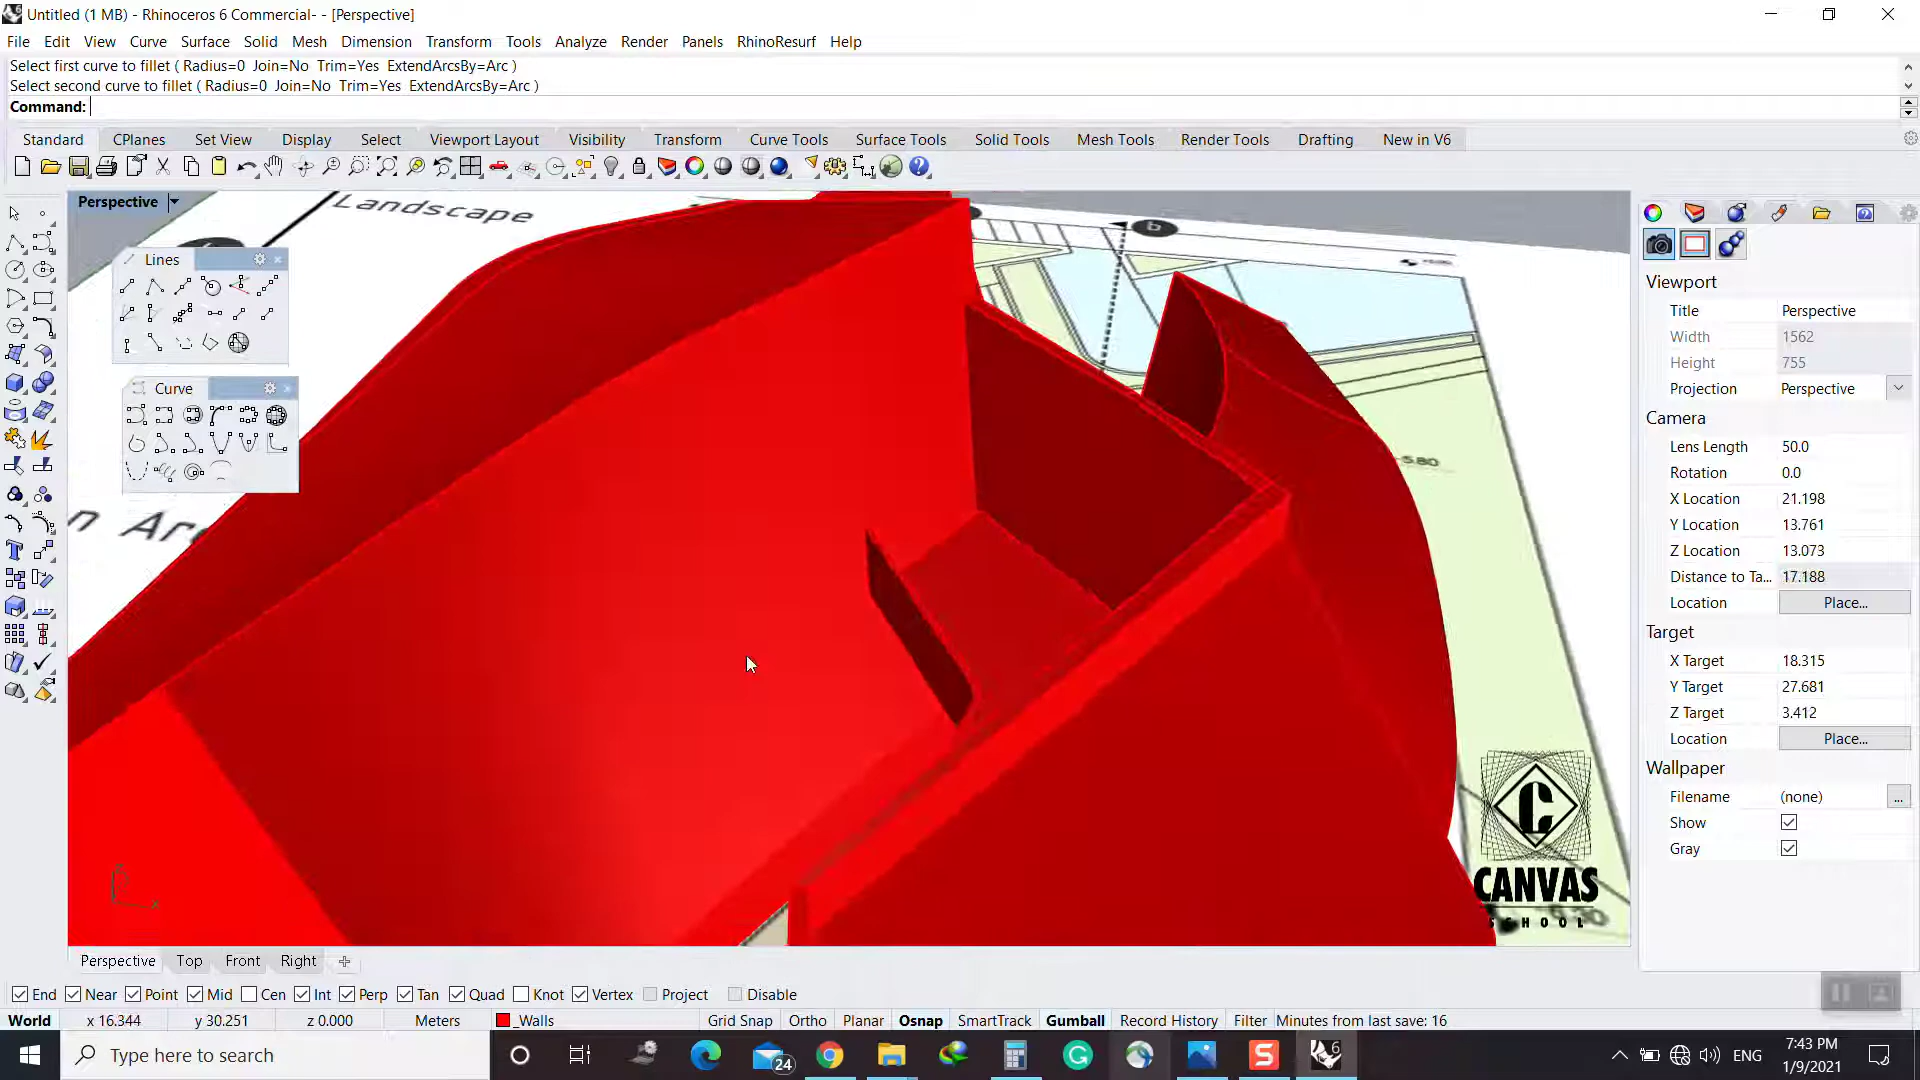 Untitled (1 MB) - Rhinoceros 6 Commercial- - [Perspective]
File Edit View Curve Surface Solid Mesh Dimension Transform Tools Analyze Render Panels RhinoResurf Help
Select first curve to fillet ( Radius=0 Join=No Trim=Yes ExtendArcsBy=Arc )
Select second curve to fillet ( Radius=0 Join=No Trim=Yes ExtendArcsBy=Arc )
Command:
Standard CPlanes Set View Display Select Viewport Layout Visibility Transform Curve Tools Surface Tools Solid Tools Mesh Tools Render Tools Drafting New in V6
Perspective
Landscape
b
Lines
Curve
5.80
Viewport
Title Perspective
Width 1562
Height 755
Projection Perspective
Camera
Lens Length 50.0
Rotation 0.0
X Location 21.198
Y Location 13.761
Z Location 13.073
Distance to Ta... 17.188
Location Place...
Target
X Target 18.315
Y Target 27.681
Z Target 3.412
Location Place...
Wallpaper
Filename (none) ...
Show
Gray
C
CANVAS
SCHOOL
Perspective Top Front Right
End Near Point Mid Cen Int Perp Tan Quad Knot Vertex Project Disable
World x 16.344 y 30.251 z 0.000 Meters _Walls Grid Snap Ortho Planar Osnap SmartTrack Gumball Record History Filter Minutes from last save: 16
Type here to search
24
ENG
7:43 PM
1/9/2021